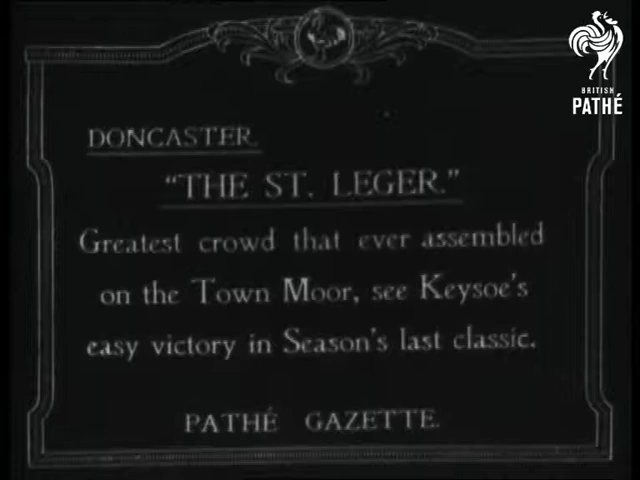 BRITISH
PATHÉ
DONCASTER.
"THE ST. LEGER."
Greatest crowd that ever assembled
on the Town Moor, see Keysoe's
easy victory in Season's last classic.
PATHÉ GAZETTE.